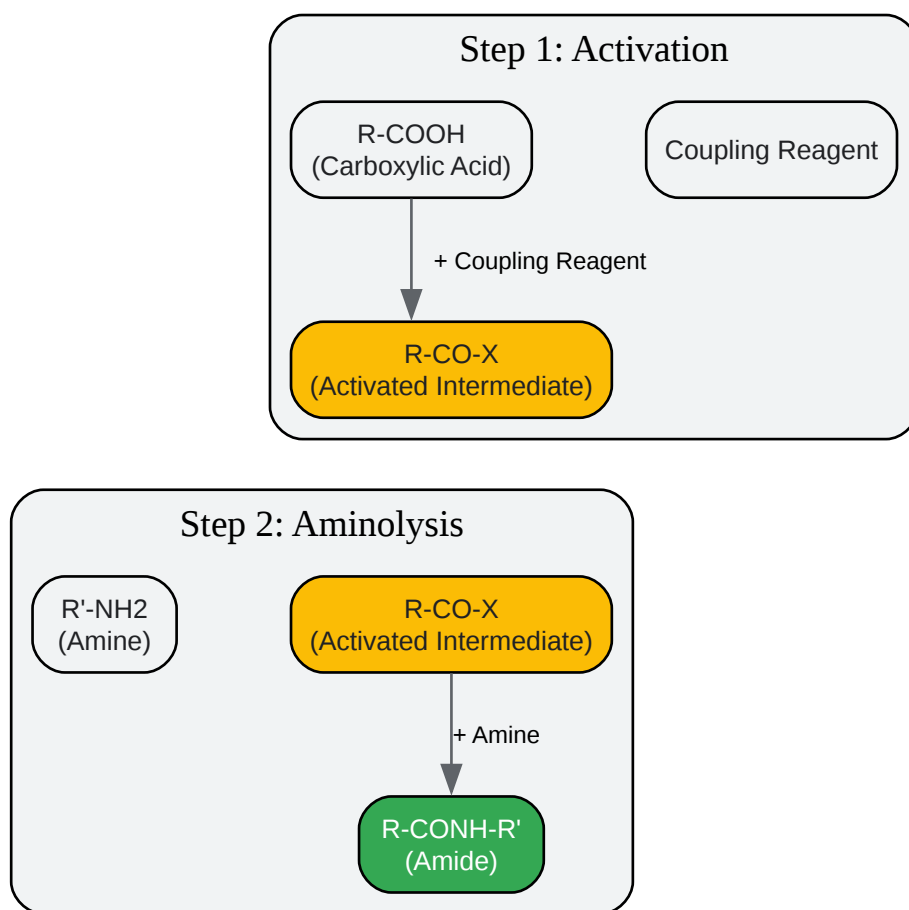 Step 1: Activation
R-COOH
(Carboxylic Acid)
Coupling Reagent
+ Coupling Reagent
R-CO-X
(Activated Intermediate)
Step 2: Aminolysis
R'-NH2
(Amine)
R-CO-X
(Activated Intermediate)
+ Amine
R-CONH-R'
(Amide)